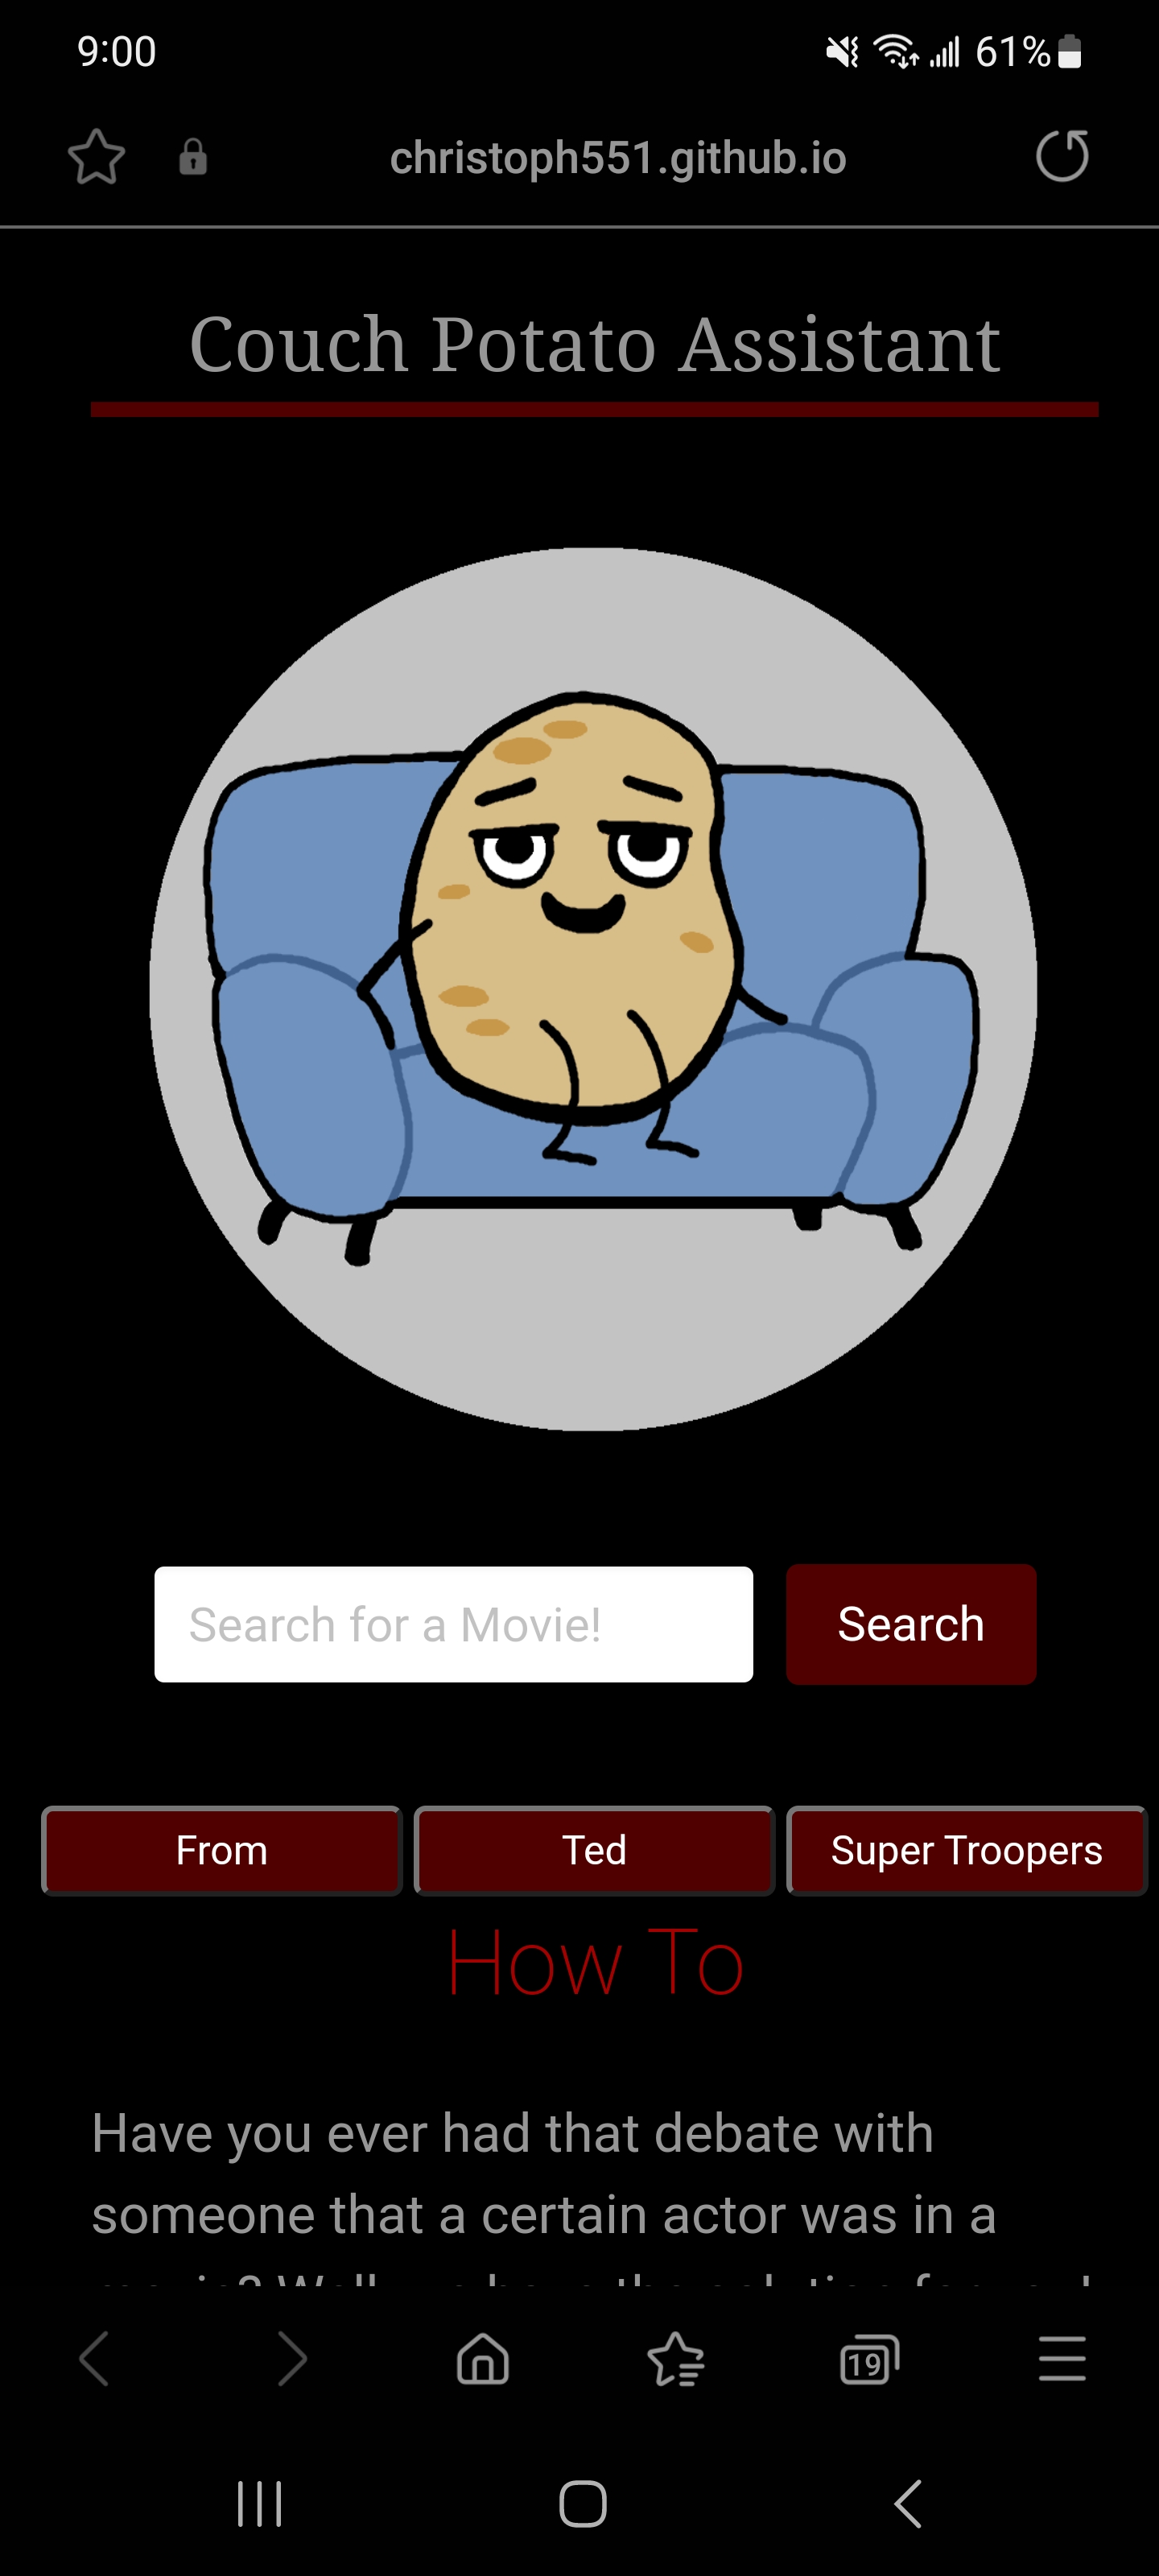 9:00 61%
christoph551.github.io
Couch Potato Assistant
Search for a Movie! Search
From Ted Super Troopers
How To
Have you ever had that debate with
someone that a certain actor was in a
19